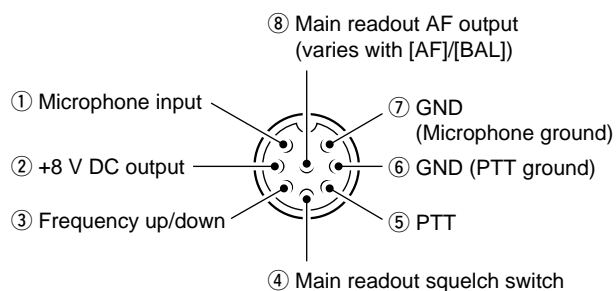 ⑧ Main readout AF output
(varies with [AF]/[BAL])
① Microphone input
⑦ GND
(Microphone ground)
② +8 V DC output
⑥ GND (PTT ground)
③ Frequency up/down
⑤ PTT
④ Main readout squelch switch